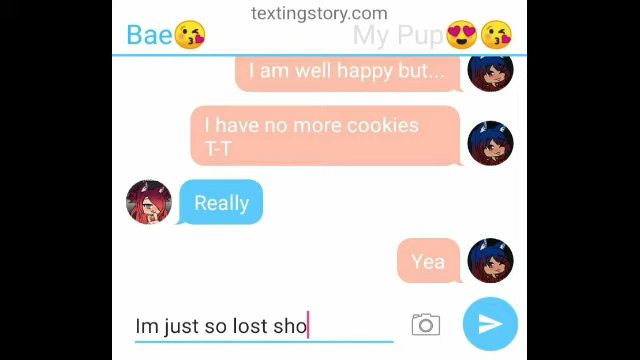 textingstory.com
Bae😘 My Pup😍😘
I am well happy but...
I have no more cookies
T-T
Really
Yea
Im just so lost sho